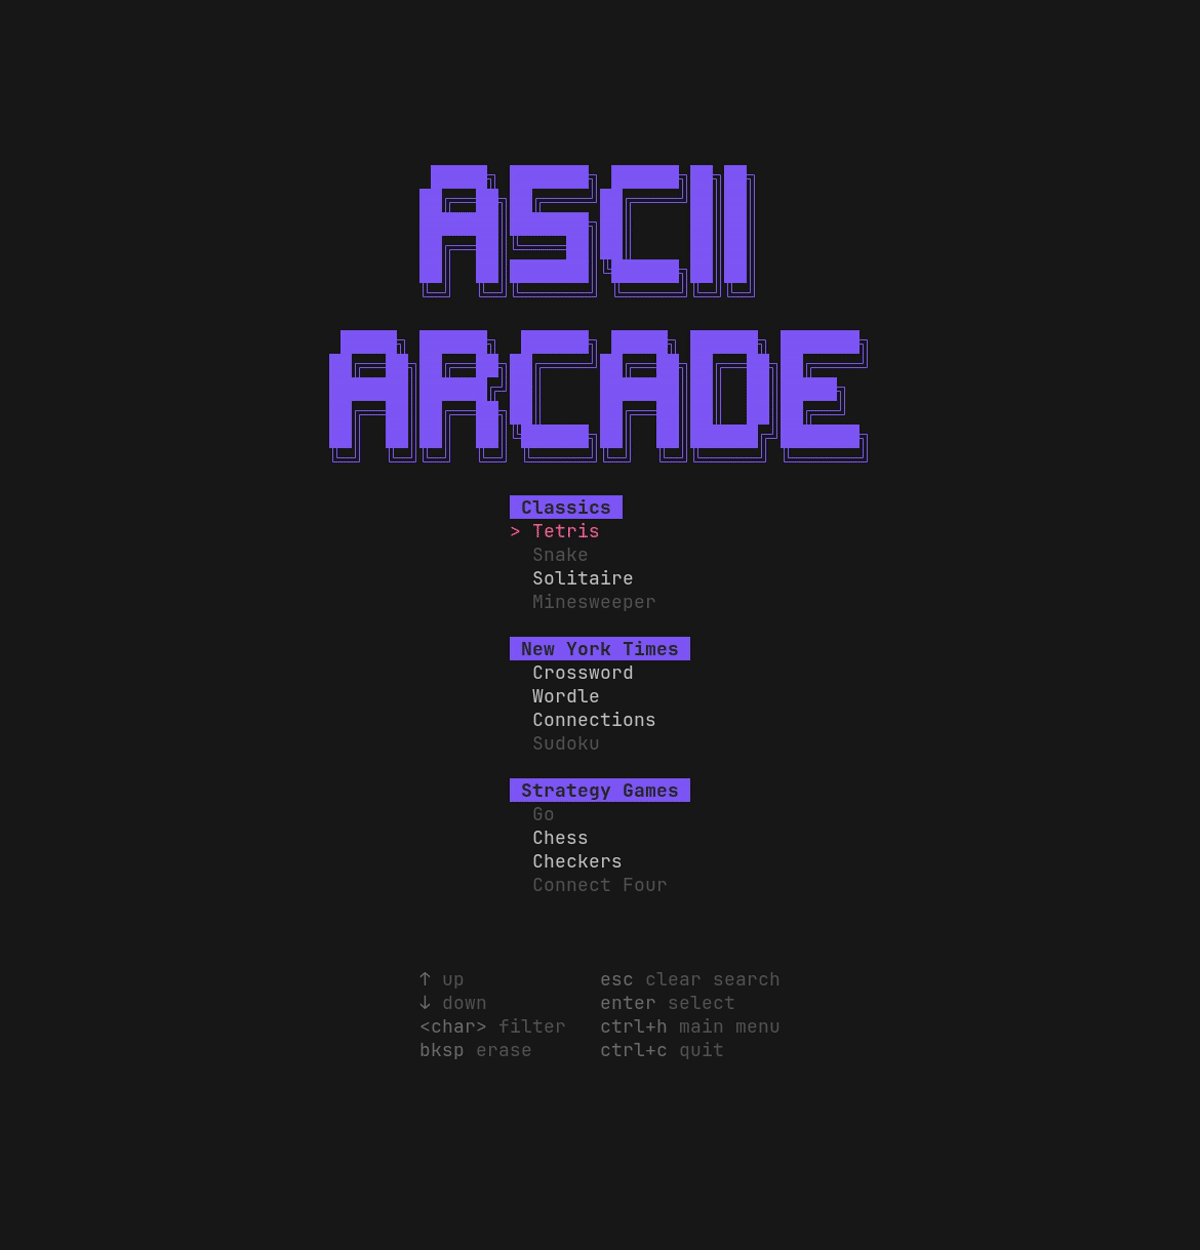 ASCII
ARCADE
Classics
> Tetris
Snake
Solitaire
Minesweeper
New York Times
Crossword
Wordle
Connections
Sudoku
Strategy Games
Go
Chess
Checkers
Connect Four
↑ up esc clear search
↓ down enter select
<char> filter ctrl+h main menu
bksp erase ctrl+c quit